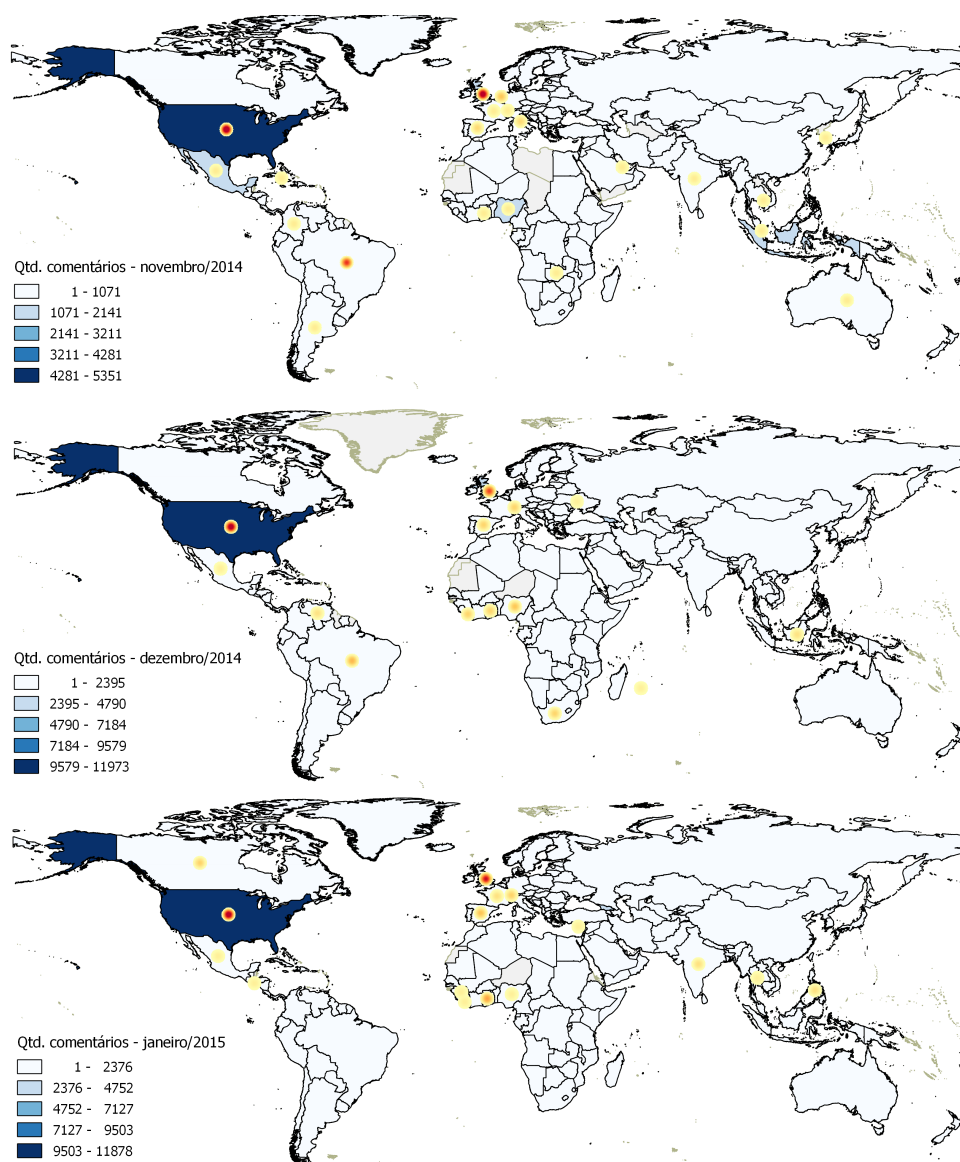 Qtd. comentários - novembro/2014
1 - 1071
1071 - 2141
2141 - 3211
3211 - 4281
4281 - 5351
Qtd. comentários - dezembro/2014
1 - 2395
2395 - 4790
4790 - 7184
7184 - 9579
9579 - 11973
Qtd. comentários - janeiro/2015
1 - 2376
2376 - 4752
4752 - 7127
7127 - 9503
9503 - 11878